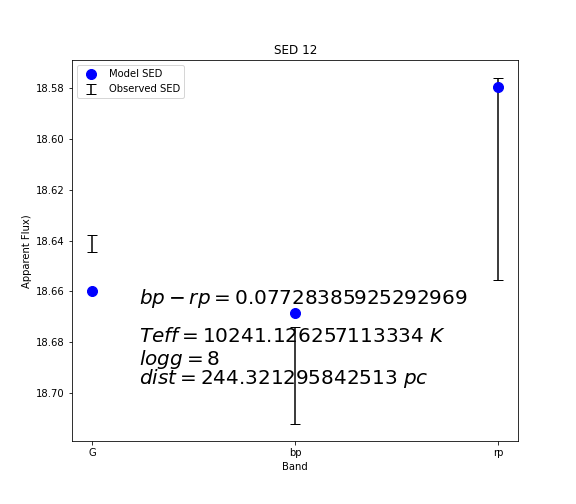 SED 12
Model SED
Observed SED
18.58
18.60
18.62
18.64
18.66
18.68
18.70
Apparent Flux)
bp − rp = 0.07728385925292969
Teff = 10241.126257113334 K
logg = 8
dist = 244.321295842513 pc
G
bp
rp
Band